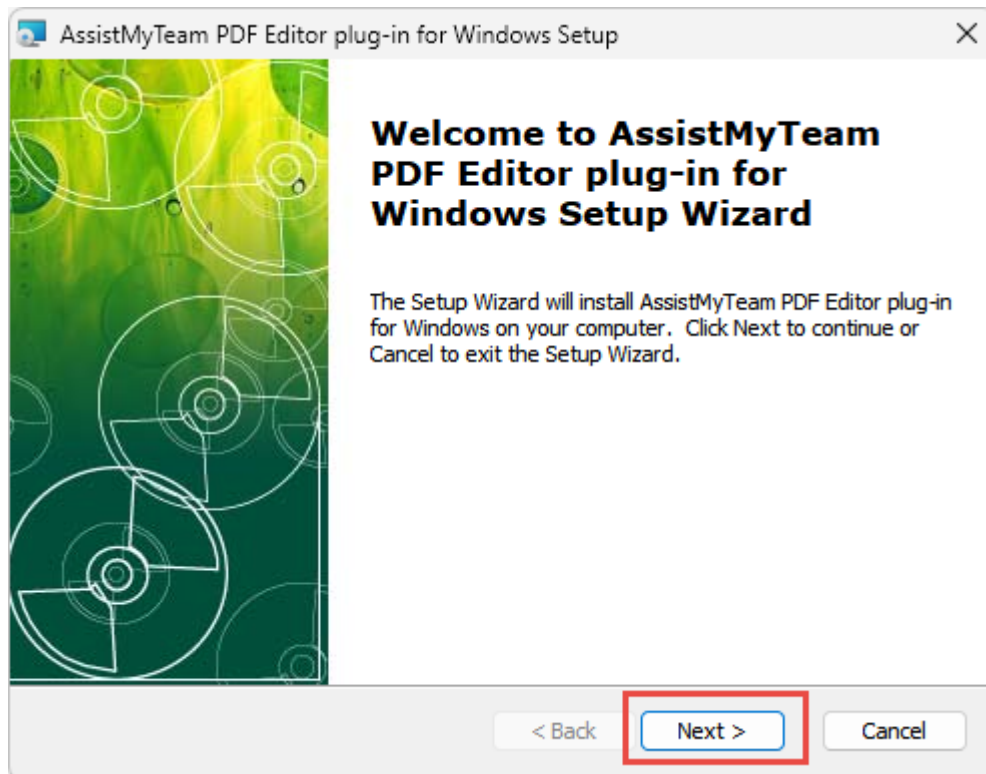 AssistMyTeam PDF Editor plug-in for Windows Setup
Welcome to AssistMyTeam
PDF Editor plug-in for
Windows Setup Wizard
The Setup Wizard will install AssistMyTeam PDF Editor plug-in
for Windows on your computer. Click Next to continue or
Cancel to exit the Setup Wizard.
< Back
Next >
Cancel